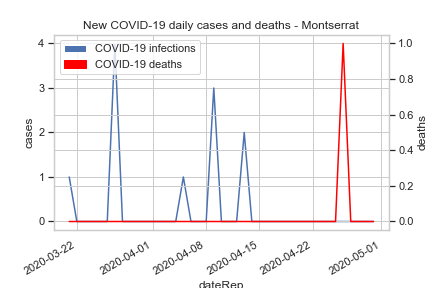 New COVID-19 daily cases and deaths - Montserrat
COVID-19 infections
COVID-19 deaths
4
3
2
1
0
cases
1.0
0.8
0.6
0.4
0.2
0.0
deaths
2020-03-22
2020-04-01
2020-04-08
2020-04-15
2020-04-22
2020-05-01
dateRep